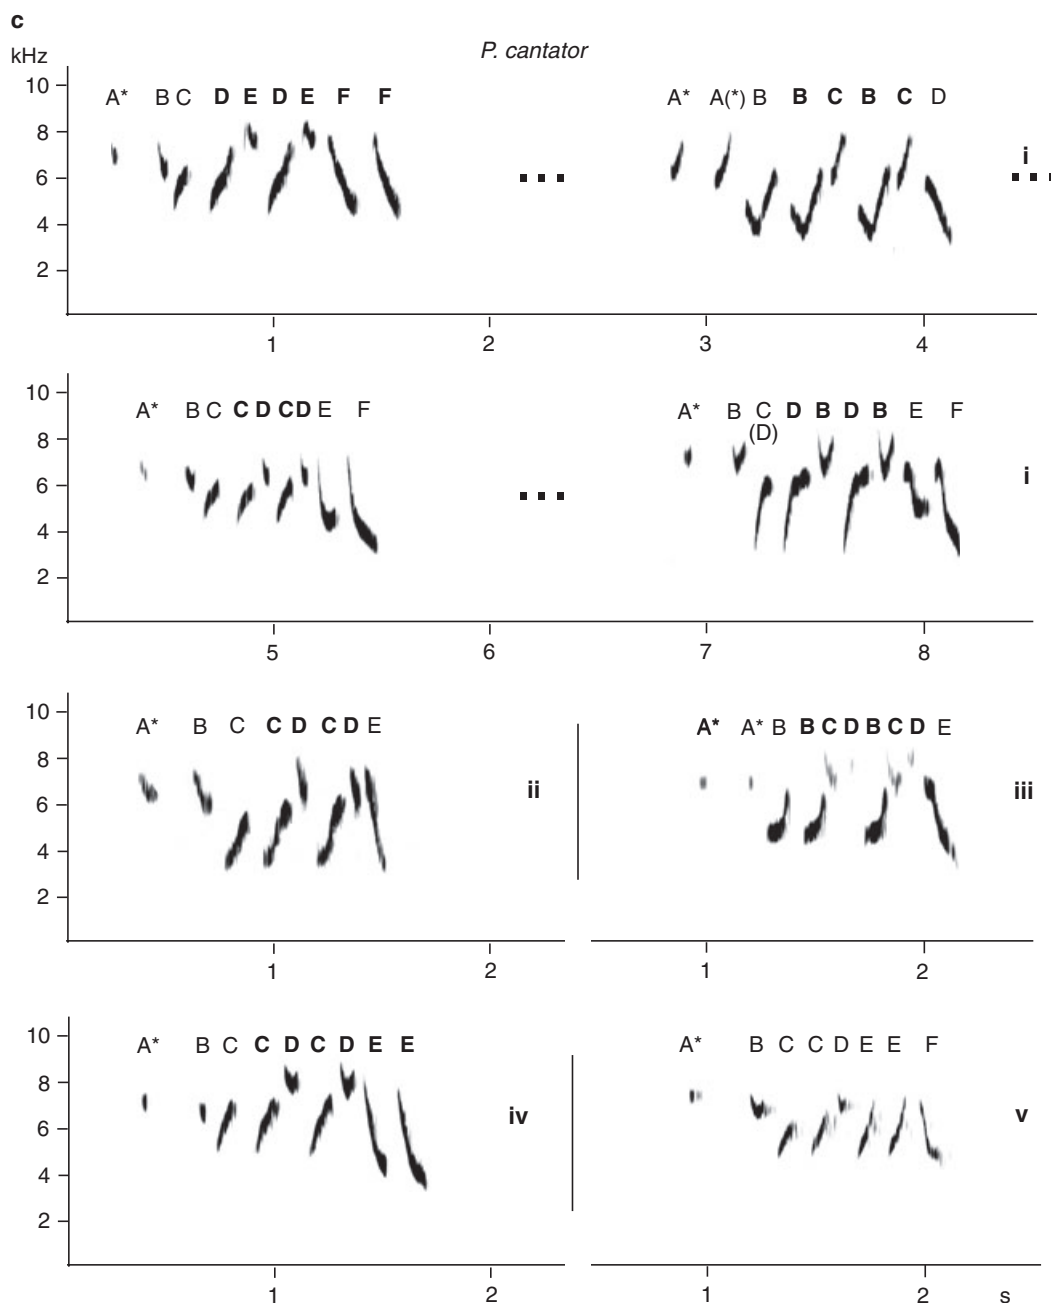 c
kHz
P. cantator
A* B C D E D E F F
A* A(*) B B C B C D
10
8
6
4
2
i
1 2 3 4
A* B C C D C D E F
A* B C D B D B E F
(D)
10
8
6
4
2
i
5 6 7 8
A* B C C D C D E
A* A* B B C D B C D E
10
8
6
4
2
ii
iii
1 2 1 2
A* B C C D C D E E
A* B C C D E E F
10
8
6
4
2
iv
v
1 2 1 2 s